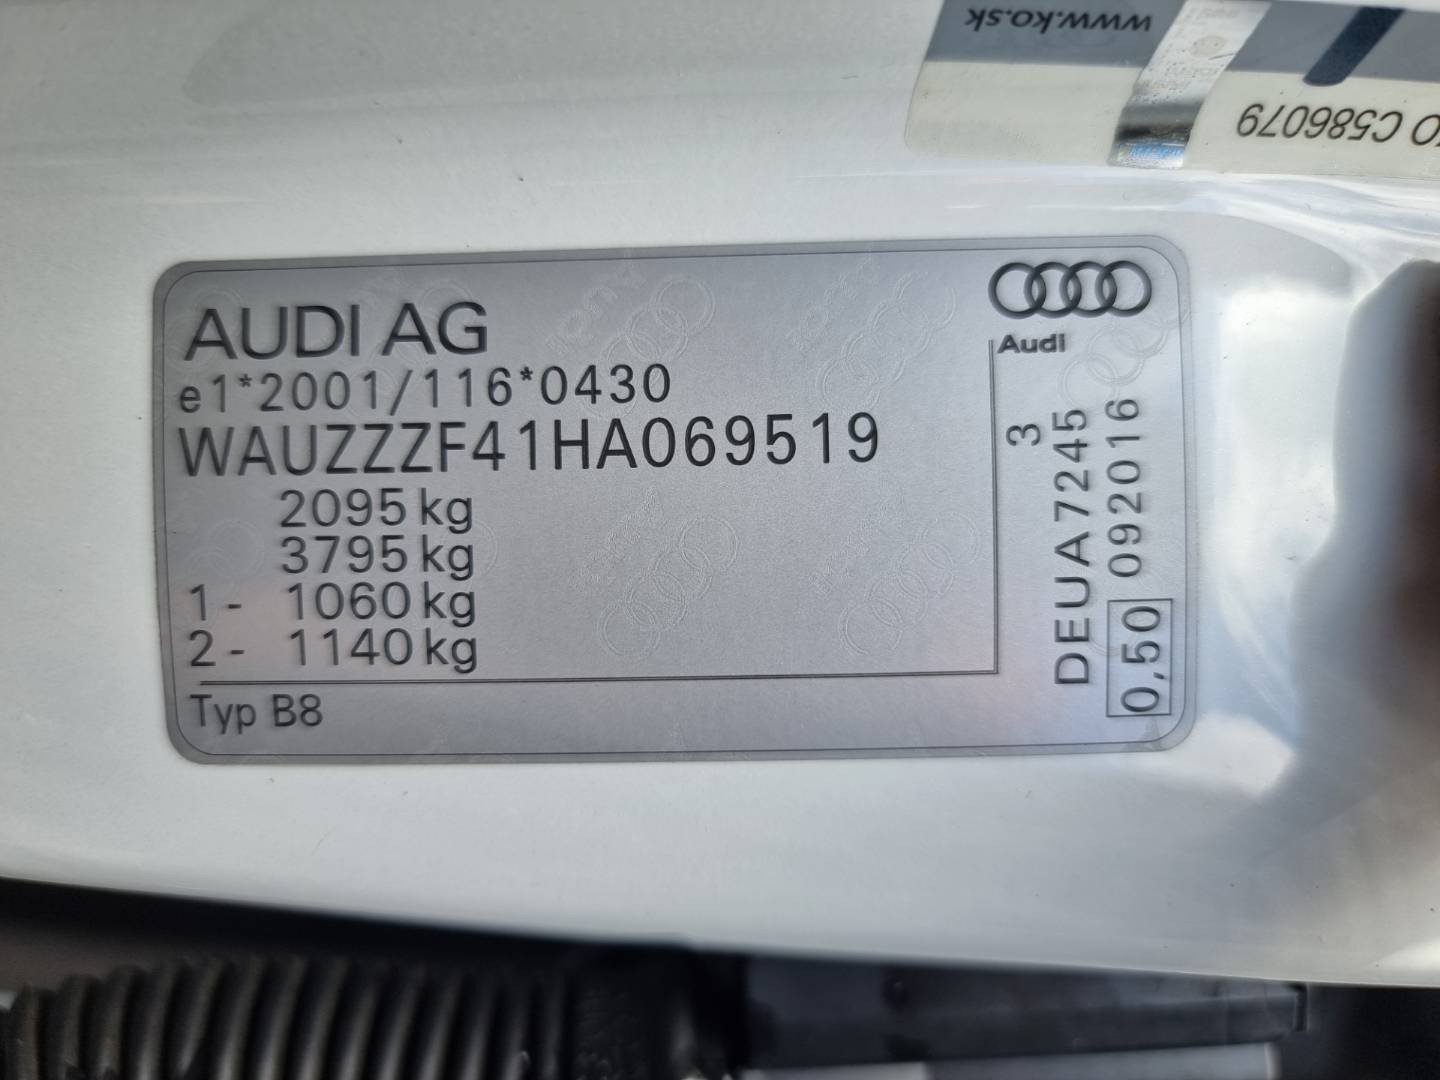 www.ko.sk
KO C586079
AUDI AG
e1*2001/116*0430
WAUZZZF41HA069519
2095 kg
3795 kg
1- 1060 kg
2- 1140 kg
Typ B8
Audi
3
DEUA7245
0,50 092016